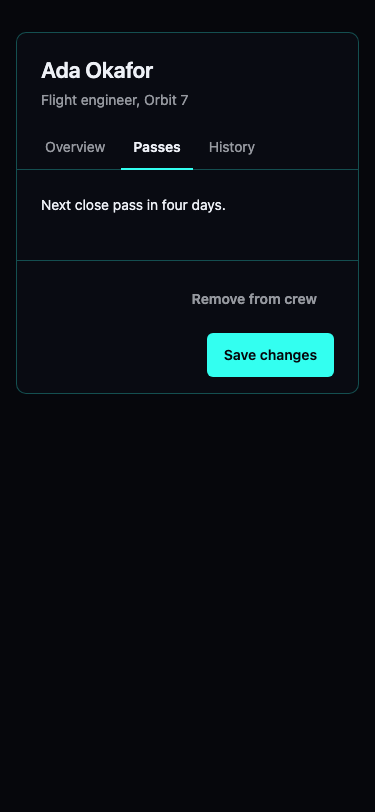 Ada Okafor
Flight engineer, Orbit 7
Overview Passes History
Next close pass in four days.
Remove from crew
Save changes